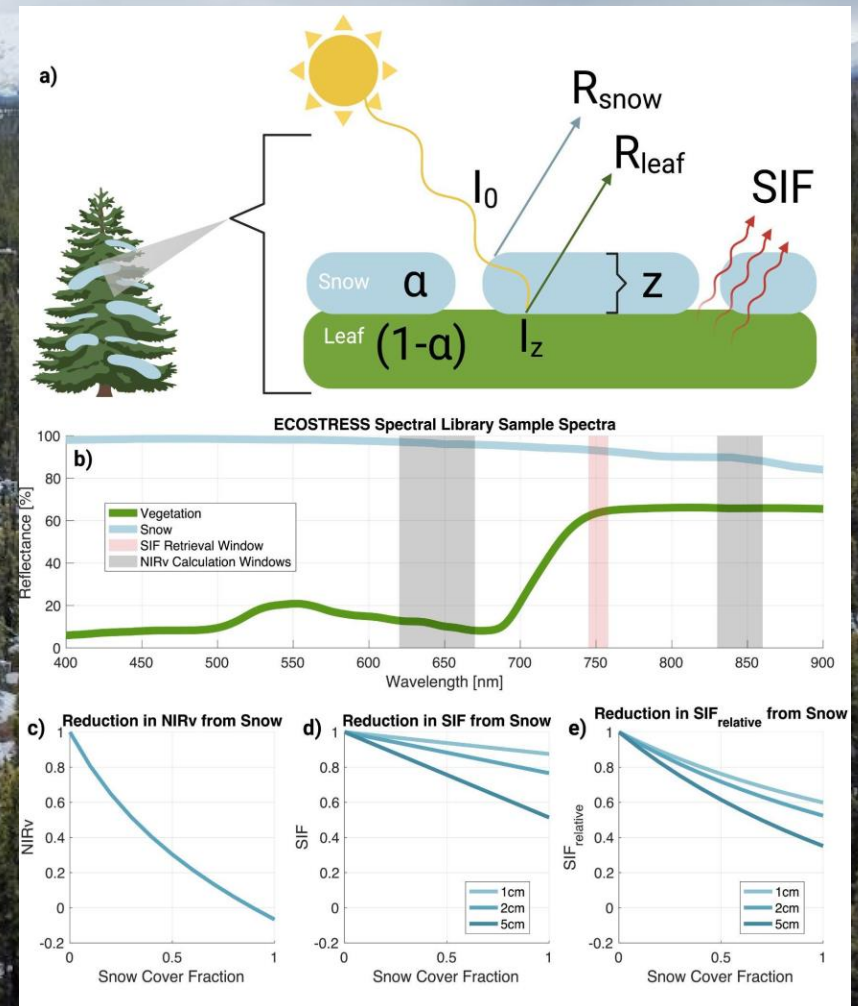 a)
R_snow
R_leaf
I_0
SIF
Snow α
z
Leaf (1-α)
I_z
ECOSTRESS Spectral Library Sample Spectra
b)
Reflectance [%]
100
80
60
40
20
0
Vegetation
Snow
SIF Retrieval Window
NIRv Calculation Windows
400 450 500 550 600 650 700 750 800 850 900
Wavelength [nm]
c) Reduction in NIRv from Snow
NIRv
1
0.8
0.6
0.4
0.2
0
-0.2
0 0.5 1
Snow Cover Fraction
d) Reduction in SIF from Snow
SIF
1
0.8
0.6
0.4
0.2
0
-0.2
1cm
2cm
5cm
0 0.5 1
Snow Cover Fraction
e) Reduction in SIF_relative from Snow
SIF_relative
1
0.8
0.6
0.4
0.2
0
-0.2
1cm
2cm
5cm
0 0.5 1
Snow Cover Fraction